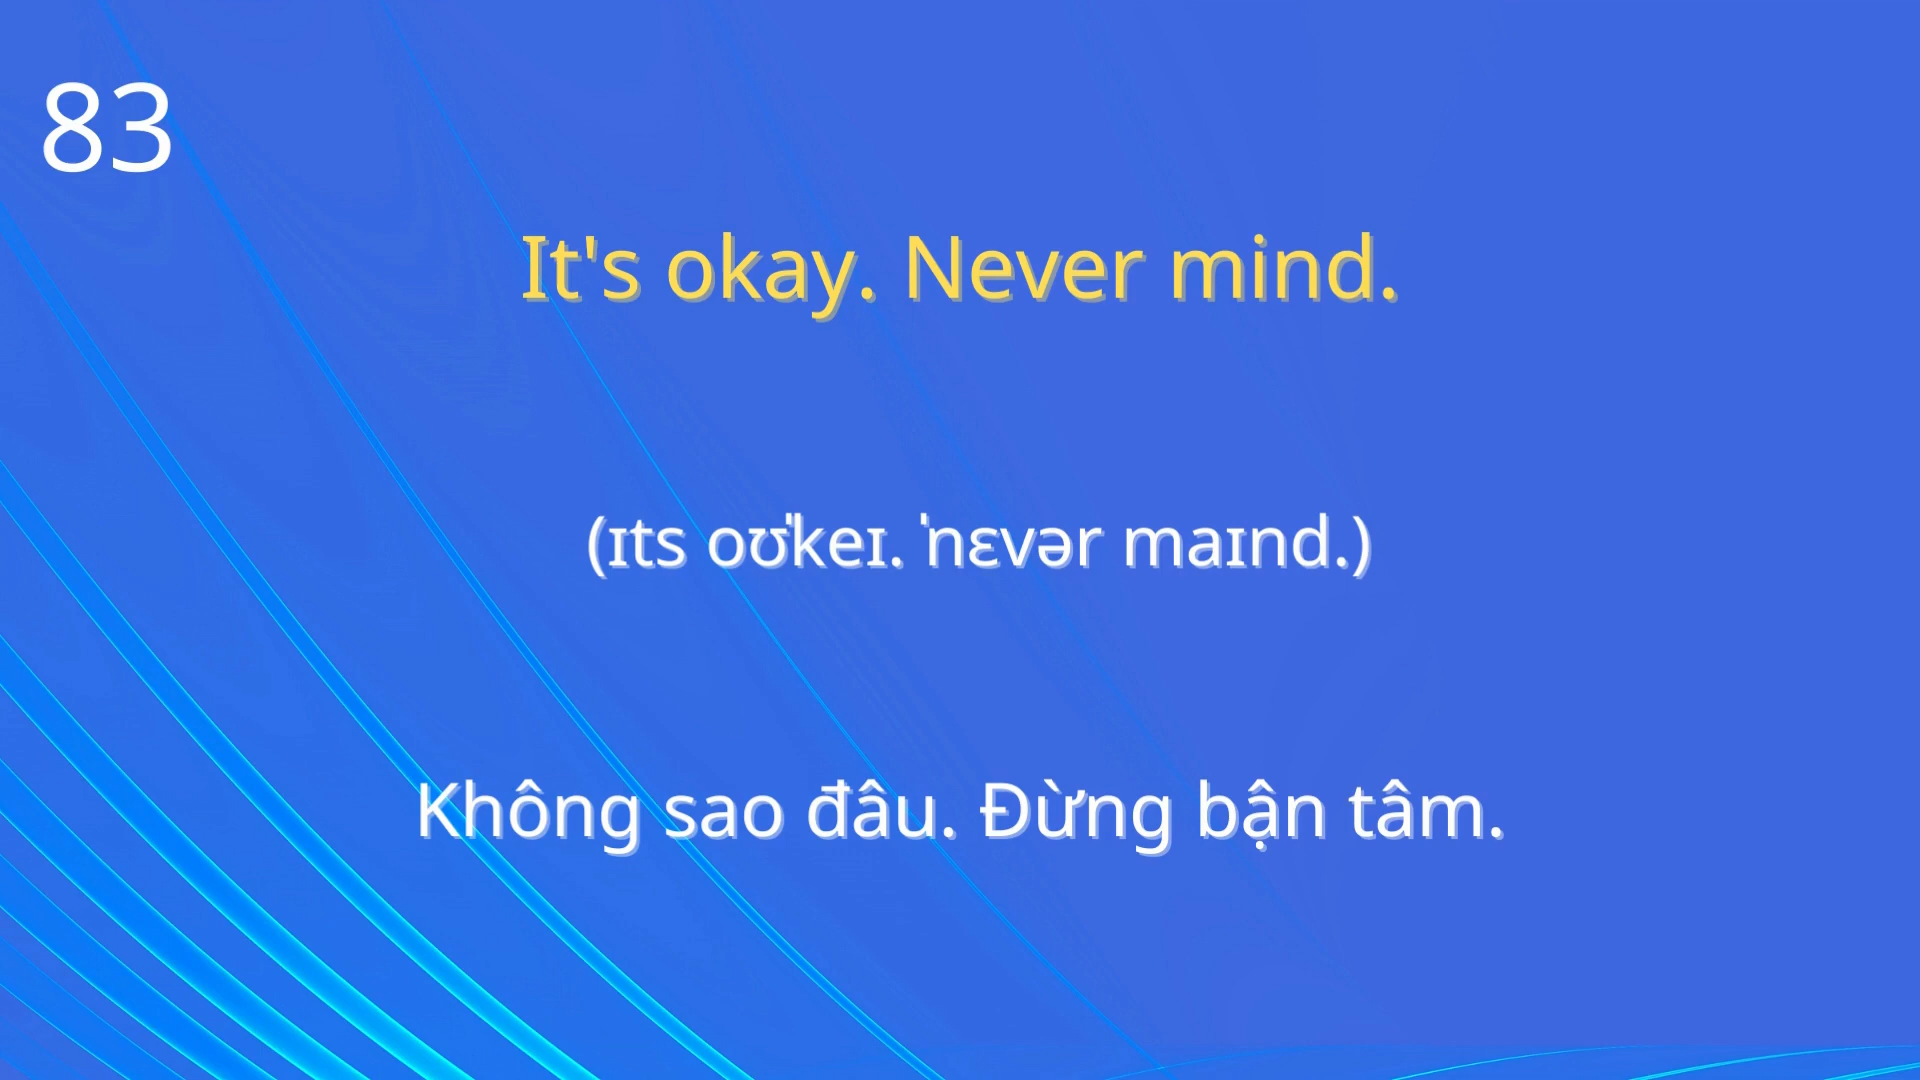 83
It's okay. Never mind.
(ɪts oʊˈkeɪ. ˈnɛvər maɪnd.)
Không sao đâu. Đừng bận tâm.